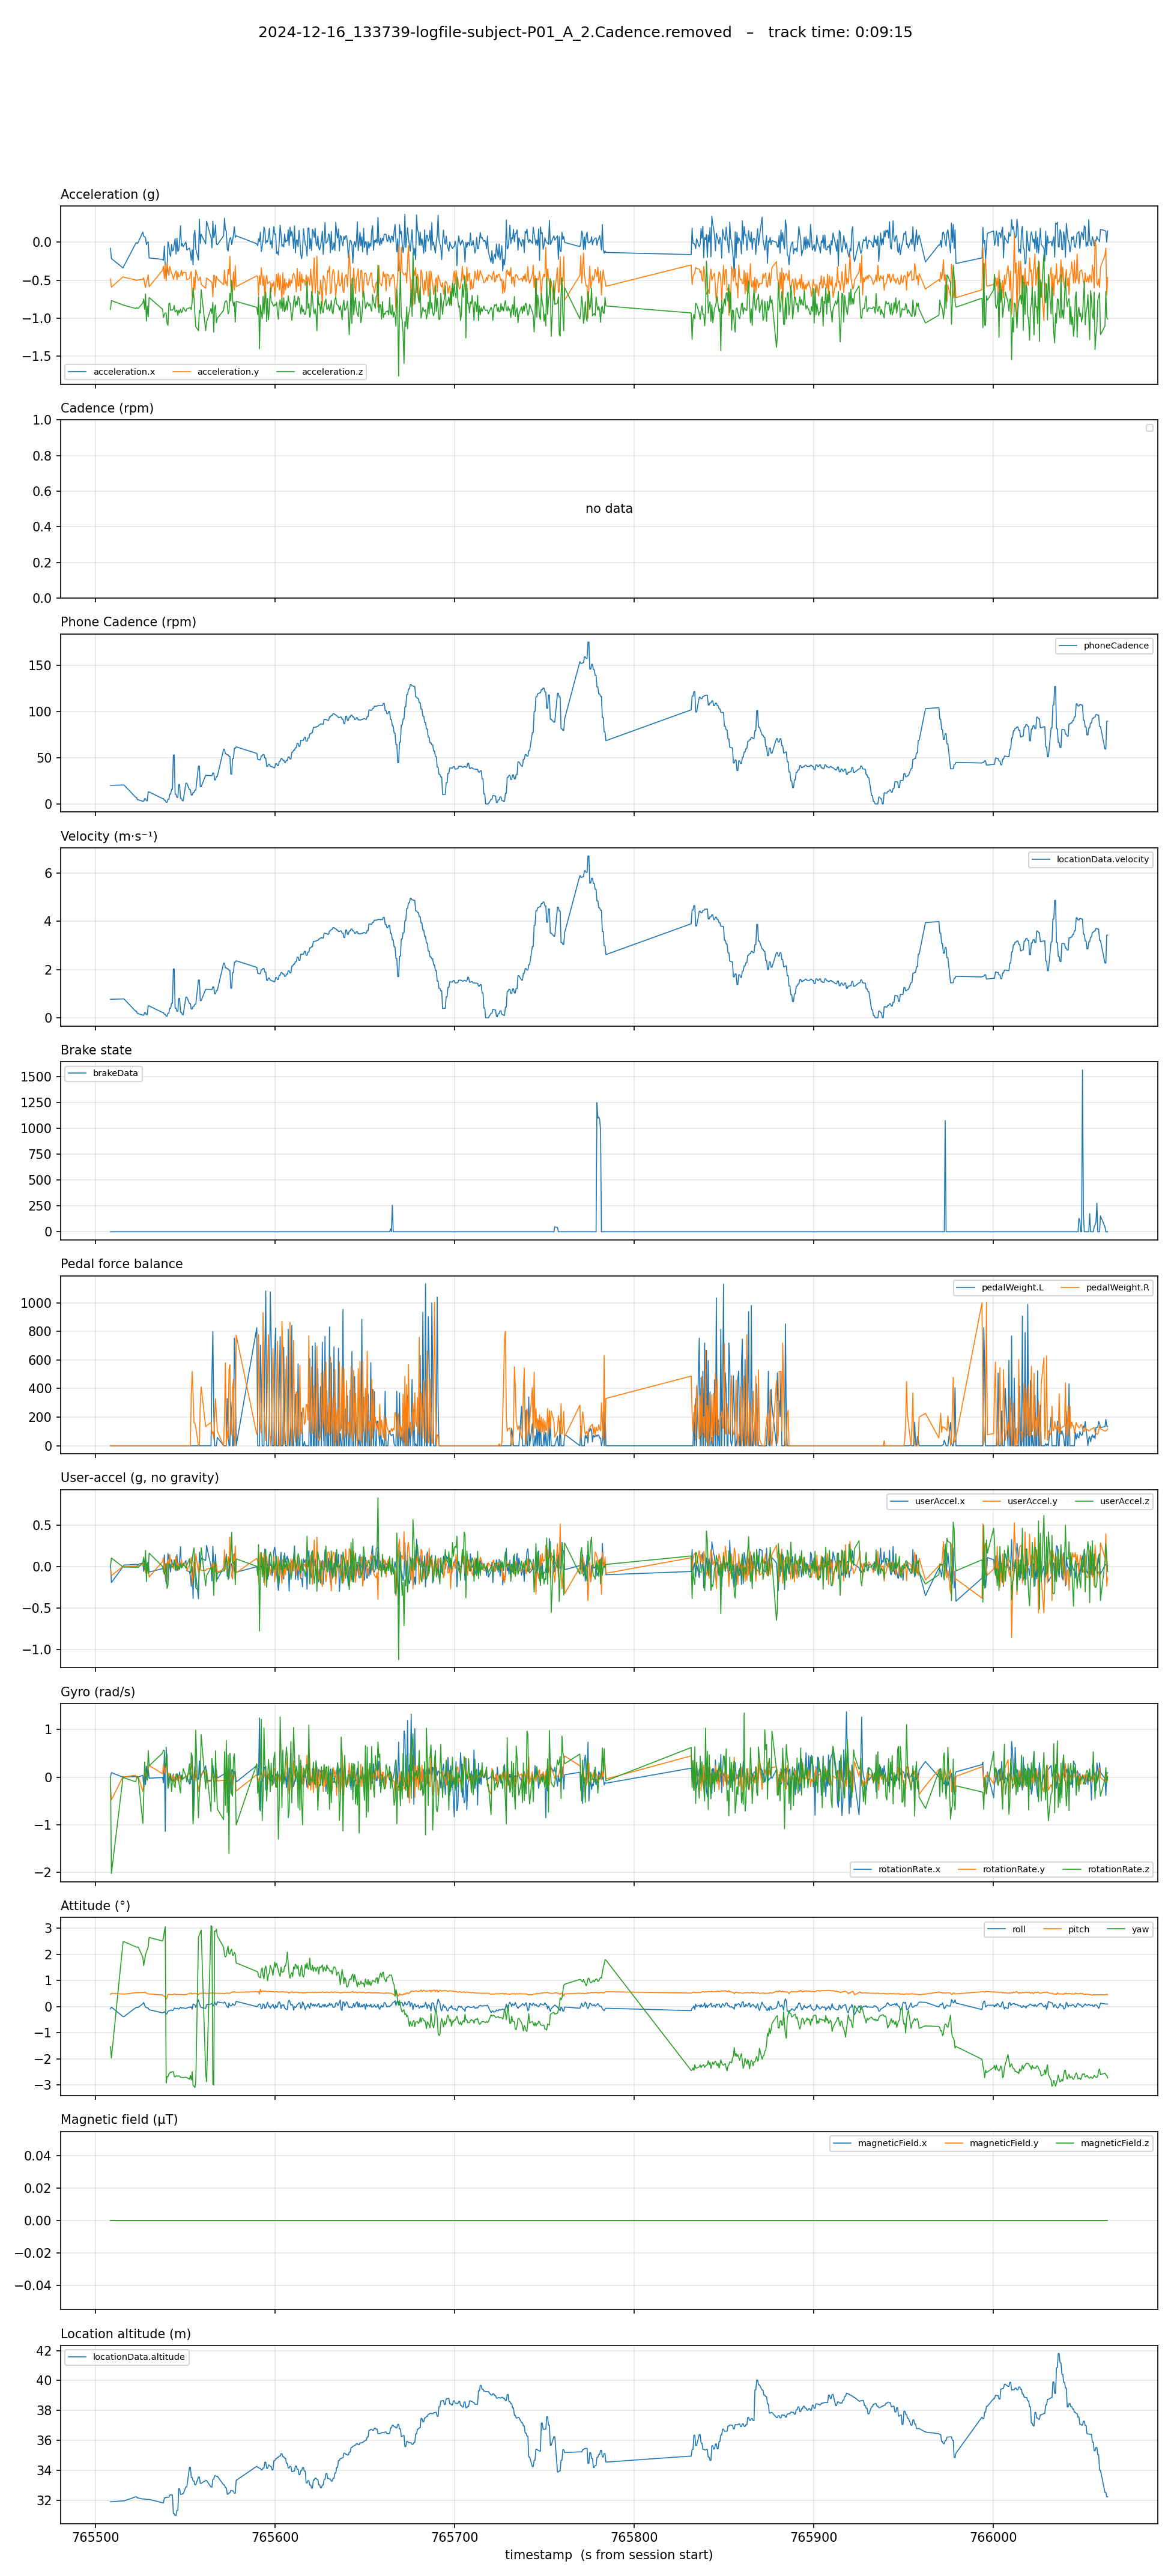 2024-12-16_133739-logfile-subject-P01_A_2.Cadence.removed – track time: 0:09:15
Acceleration (g)
0.0
−0.5
−1.0
−1.5
acceleration.x acceleration.y acceleration.z
Cadence (rpm)
1.0
0.8
0.6
no data
0.4
0.2
0.0
Phone Cadence (rpm)
phoneCadence
150
100
50
0
Velocity (m·s⁻¹)
locationData.velocity
6
4
2
0
Brake state
brakeData
1500
1250
1000
750
500
250
0
Pedal force balance
pedalWeight.L pedalWeight.R
1000
800
600
400
200
0
User-accel (g, no gravity)
userAccel.x userAccel.y userAccel.z
0.5
0.0
−0.5
−1.0
Gyro (rad/s)
1
0
−1
−2
rotationRate.x rotationRate.y rotationRate.z
Attitude (°)
roll pitch yaw
3
2
1
0
−1
−2
−3
Magnetic field (µT)
magneticField.x magneticField.y magneticField.z
0.04
0.02
0.00
−0.02
−0.04
Location altitude (m)
locationData.altitude
42
40
38
36
34
32
765500 765600 765700 765800 765900 766000
timestamp (s from session start)